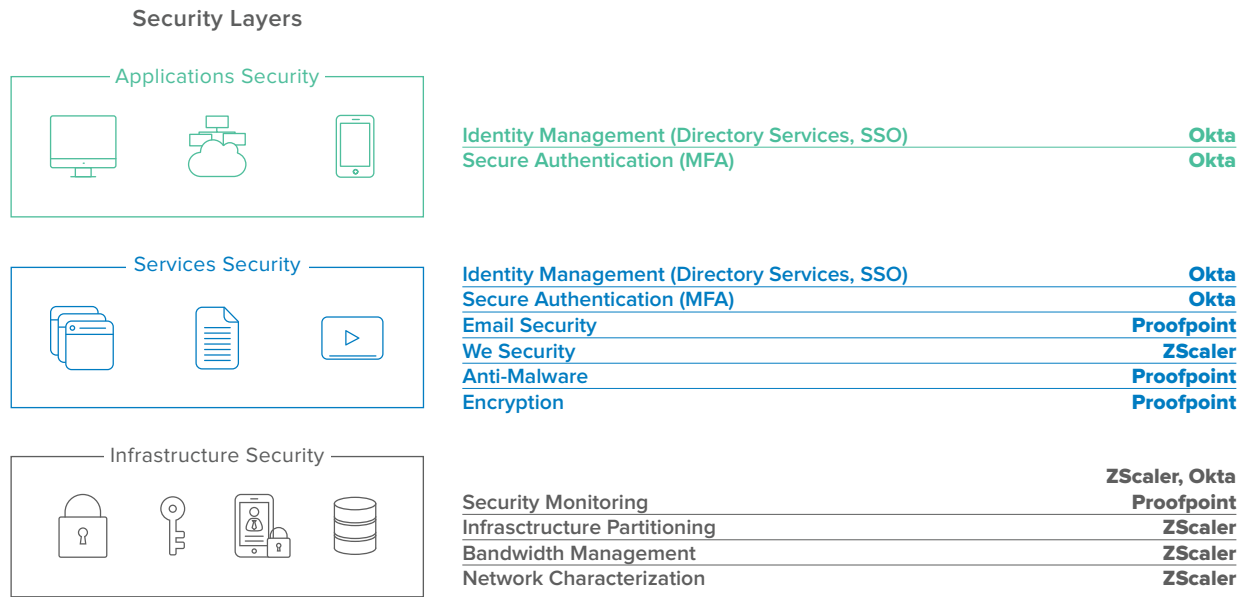 Security Layers
Applications Security
Identity Management (Directory Services, SSO) Okta
Secure Authentication (MFA) Okta
Services Security
Identity Management (Directory Services, SSO) Okta
Secure Authentication (MFA) Okta
Email Security Proofpoint
We Security ZScaler
Anti-Malware Proofpoint
Encryption Proofpoint
Infrastructure Security
ZScaler, Okta
Security Monitoring Proofpoint
Infrasctructure Partitioning ZScaler
Bandwidth Management ZScaler
Network Characterization ZScaler